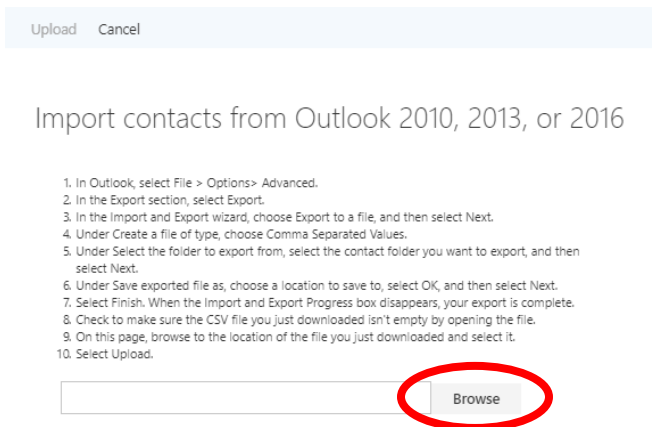 Upload Cancel
Import contacts from Outlook 2010, 2013, or 2016
1. In Outlook, select File > Options> Advanced.
2. In the Export section, select Export.
3. In the Import and Export wizard, choose Export to a file, and then select Next.
4. Under Create a file of type, choose Comma Separated Values.
5. Under Select the folder to export from, select the contact folder you want to export, and then
select Next.
6. Under Save exported file as, choose a location to save to, select OK, and then select Next.
7. Select Finish. When the Import and Export Progress box disappears, your export is complete.
8. Check to make sure the CSV file you just downloaded isn't empty by opening the file.
9. On this page, browse to the location of the file you just downloaded and select it.
10. Select Upload.
Browse